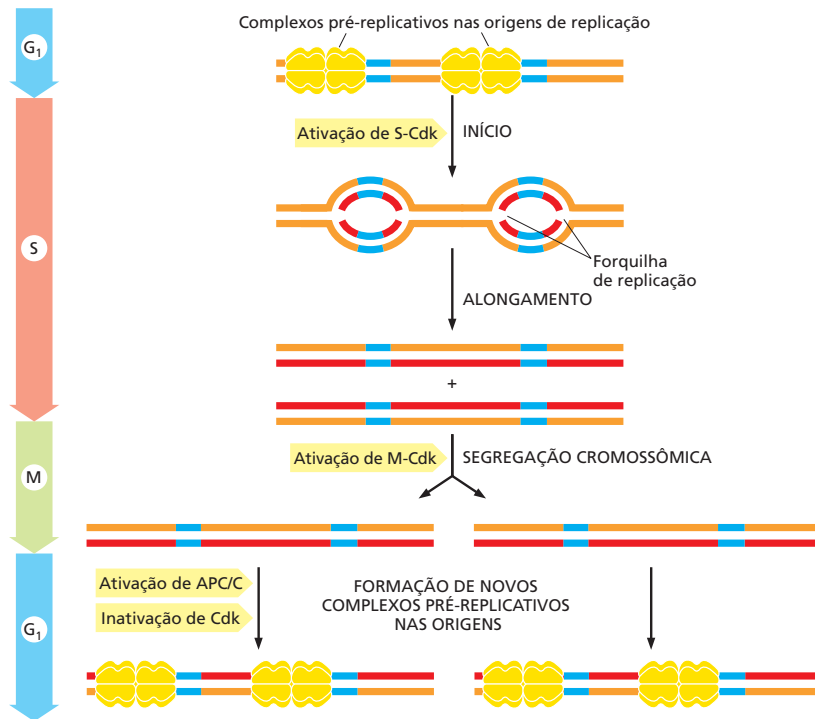 Complexos pré-replicativos nas origens de replicação
G1
Ativação de S-Cdk
INÍCIO
S
Forquilha
de replicação
ALONGAMENTO
+
Ativação de M-Cdk
SEGREGAÇÃO CROMOSSÔMICA
M
Ativação de APC/C
Inativação de Cdk
FORMAÇÃO DE NOVOS
COMPLEXOS PRÉ-REPLICATIVOS
NAS ORIGENS
G1